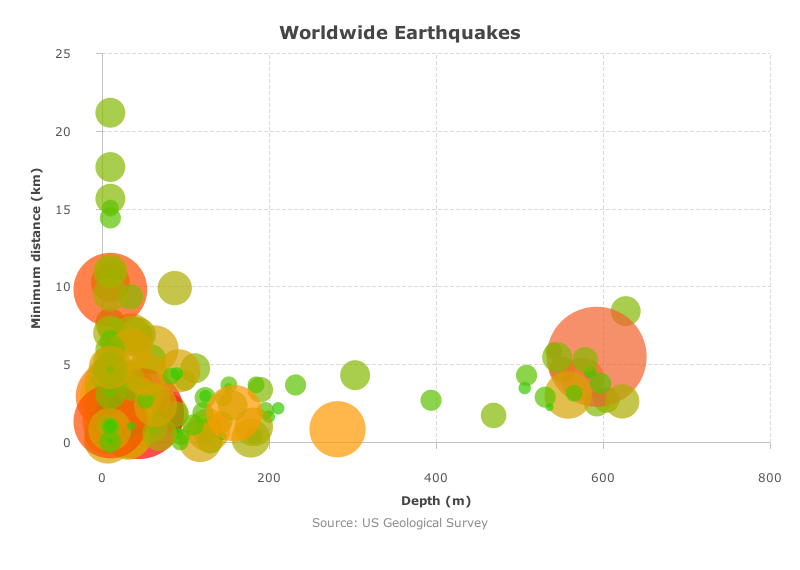 Worldwide Earthquakes
25
20
15
10
5
0
Minimum distance (km)
0 200 400 600 800
Depth (m)
Source: US Geological Survey